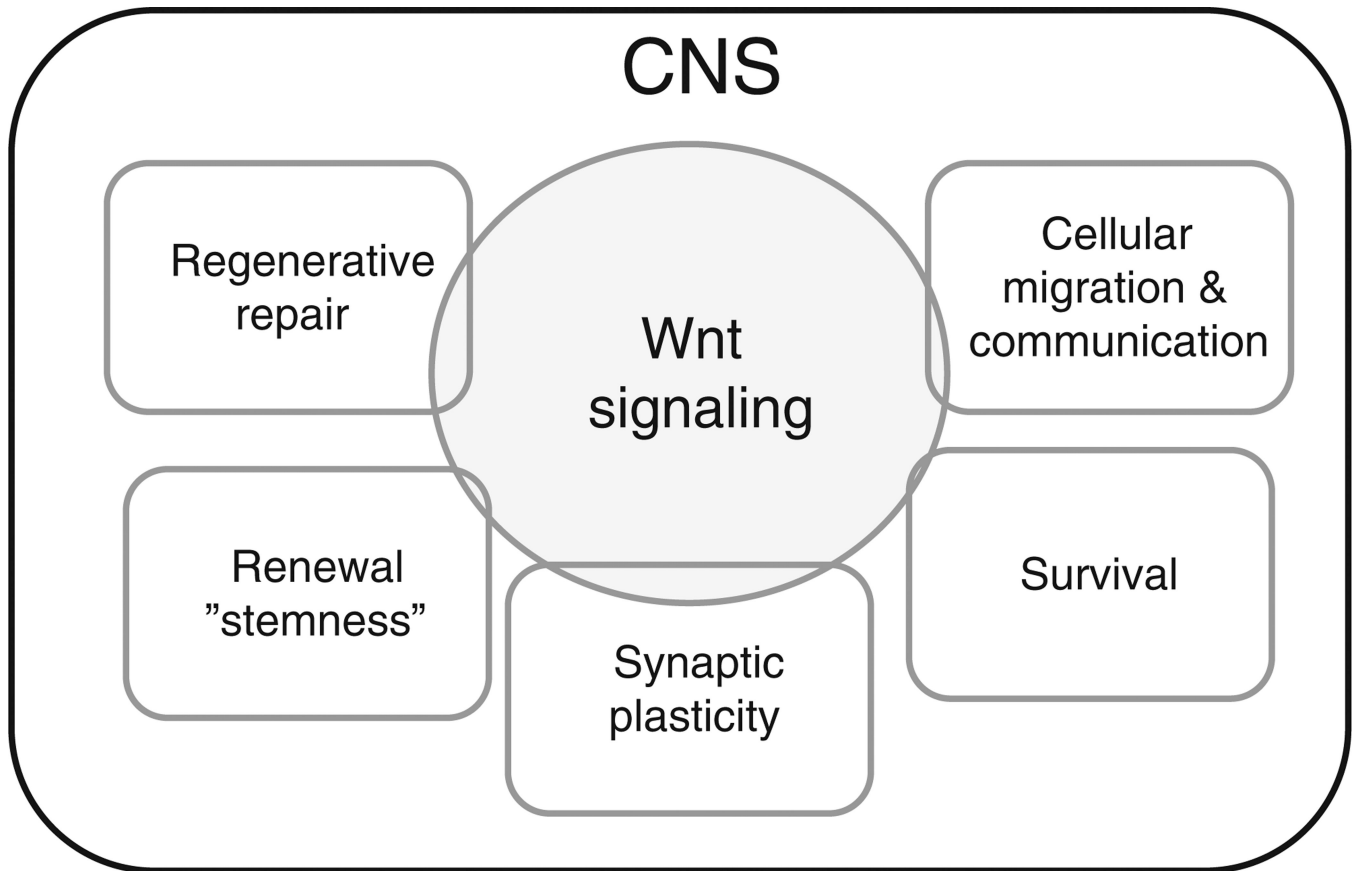 CNS
Regenerative
repair
Wnt
signaling
Cellular
migration &
communication
Renewal
”stemness”
Synaptic
plasticity
Survival